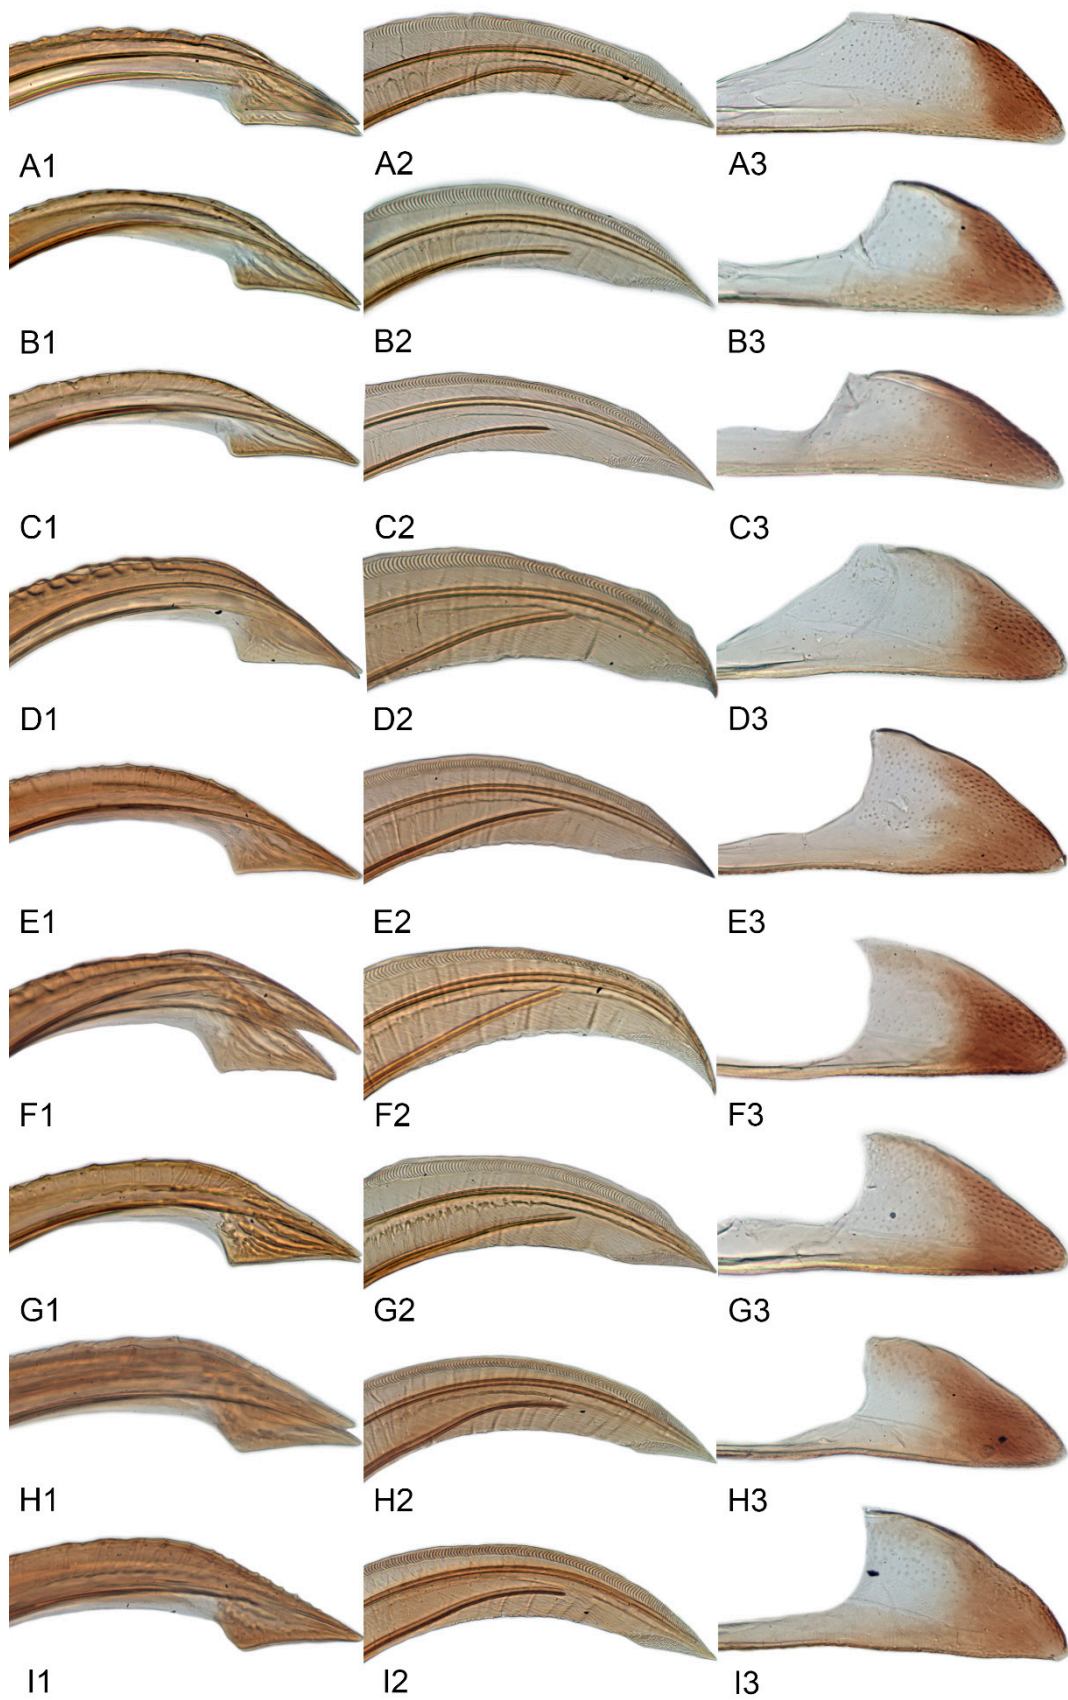 A1 A2 A3
B1 B2 B3
C1 C2 C3
D1 D2 D3
E1 E2 E3
F1 F2 F3
G1 G2 G3
H1 H2 H3
I1 I2 I3